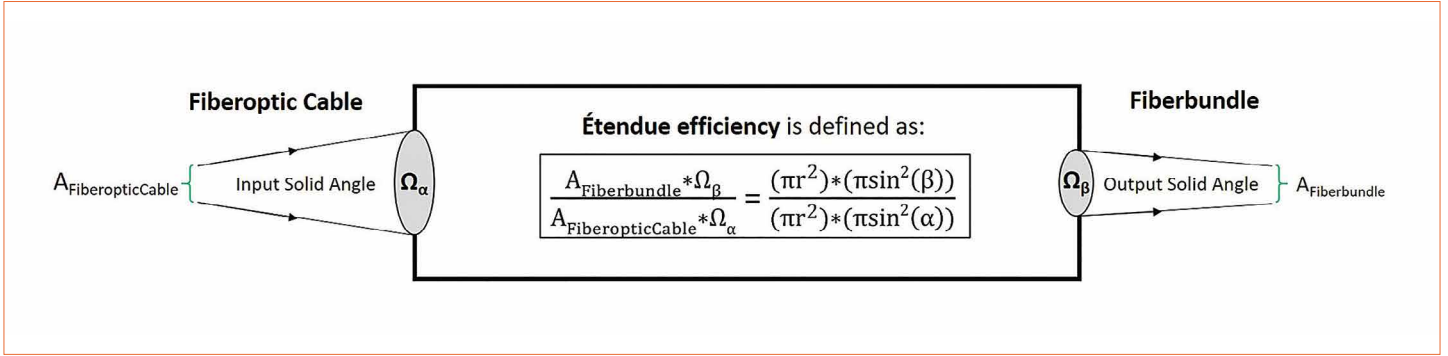 Fiberoptic Cable
A_FiberopticCable
Input Solid Angle
Ω_α
Étendue efficiency is defined as:
A_Fiberbundle*Ω_β / A_FiberopticCable*Ω_α = (πr²)*(πsin²(β)) / (πr²)*(πsin²(α))
Fiberbundle
Ω_β
Output Solid Angle
A_Fiberbundle